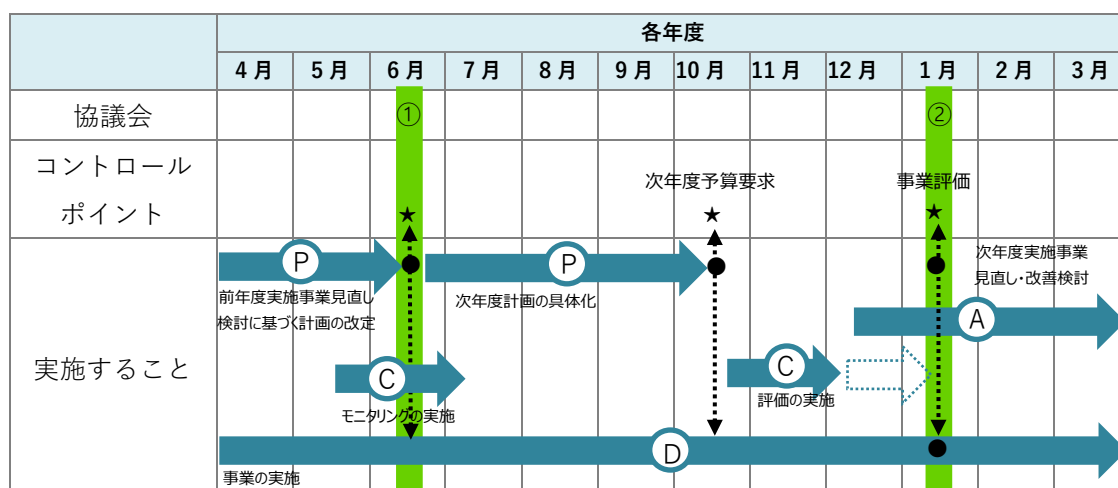 各年度
4月 5月 6月 7月 8月 9月 10月 11月 12月 1月 2月 3月
協議会
① ②
コントロール
ポイント
次年度予算要求
事業評価
★ ★ ★
実施すること
P
前年度実施事業見直し
検討に基づく計画の改定
P
次年度計画の具体化
次年度実施事業
見直し・改善検討
A
C
モニタリングの実施
C
評価の実施
D
事業の実施